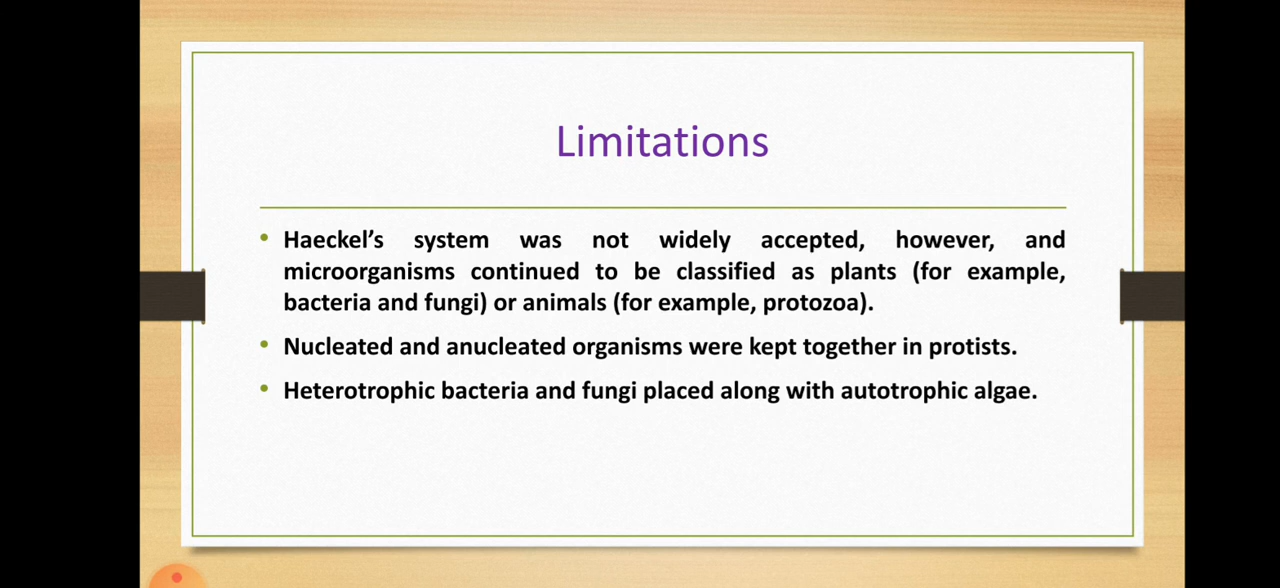 Limitations
• Haeckel's system was not widely accepted, however, and
microorganisms continued to be classified as plants (for example,
bacteria and fungi) or animals (for example, protozoa).
• Nucleated and anucleated organisms were kept together in protists.
• Heterotrophic bacteria and fungi placed along with autotrophic algae.